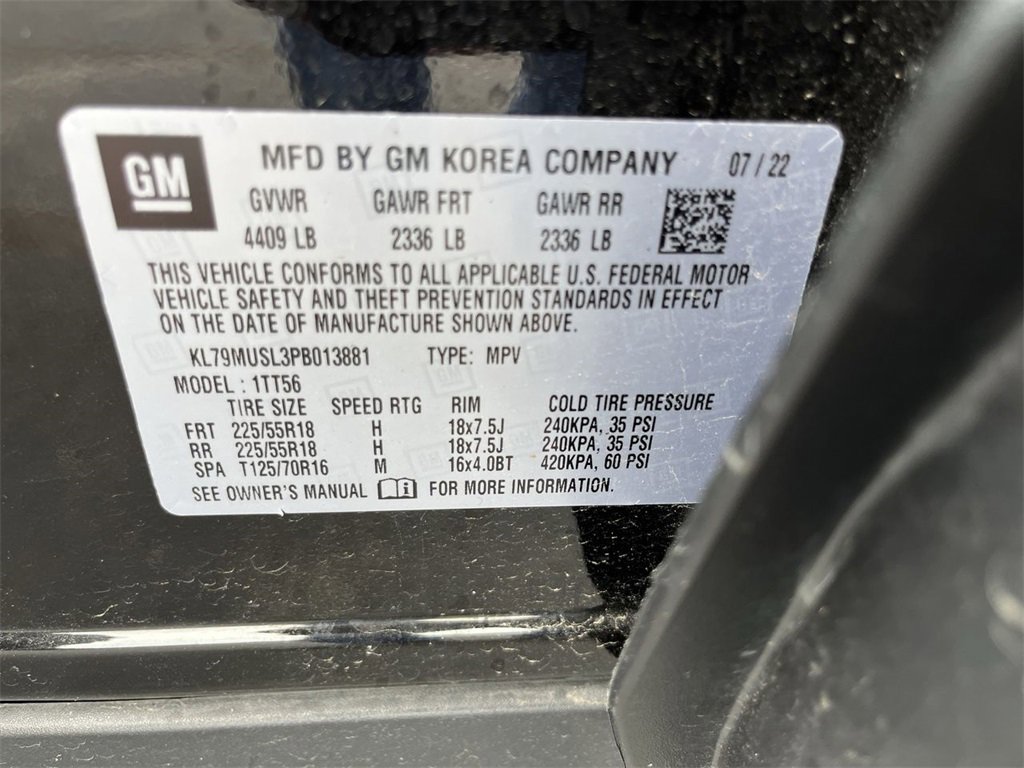 GM
MFD BY GM KOREA COMPANY 07/22
GVWR GAWR FRT GAWR RR
4409 LB 2336 LB 2336 LB
THIS VEHICLE CONFORMS TO ALL APPLICABLE U.S. FEDERAL MOTOR
VEHICLE SAFETY AND THEFT PREVENTION STANDARDS IN EFFECT
ON THE DATE OF MANUFACTURE SHOWN ABOVE.
KL79MUSL3PB013881 TYPE: MPV
MODEL : 1TT56
TIRE SIZE SPEED RTG RIM COLD TIRE PRESSURE
FRT 225/55R18 H 18x7.5J 240KPA, 35 PSI
RR 225/55R18 H 18x7.5J 240KPA, 35 PSI
SPA T125/70R16 M 16x4.0BT 420KPA, 60 PSI
SEE OWNER'S MANUAL FOR MORE INFORMATION.